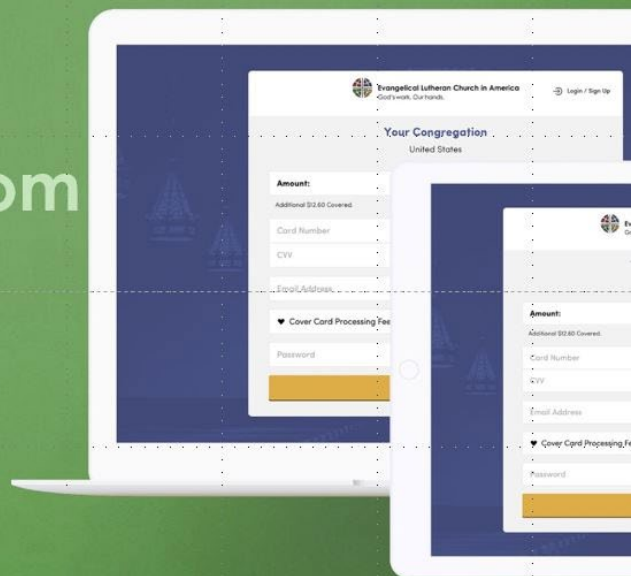 om
Evangelical Lutheran Church in America
God's work. Our hands.
Login / Sign Up
Your Congregation
United States
Amount:
Additional $12.60 Covered.
Card Number
CVV
Email Address
Cover Card Processing Fee
Password
Amount:
Additional $12.60 Covered.
Card Number
CVV
Email Address
Cover Card Processing Fe
Password